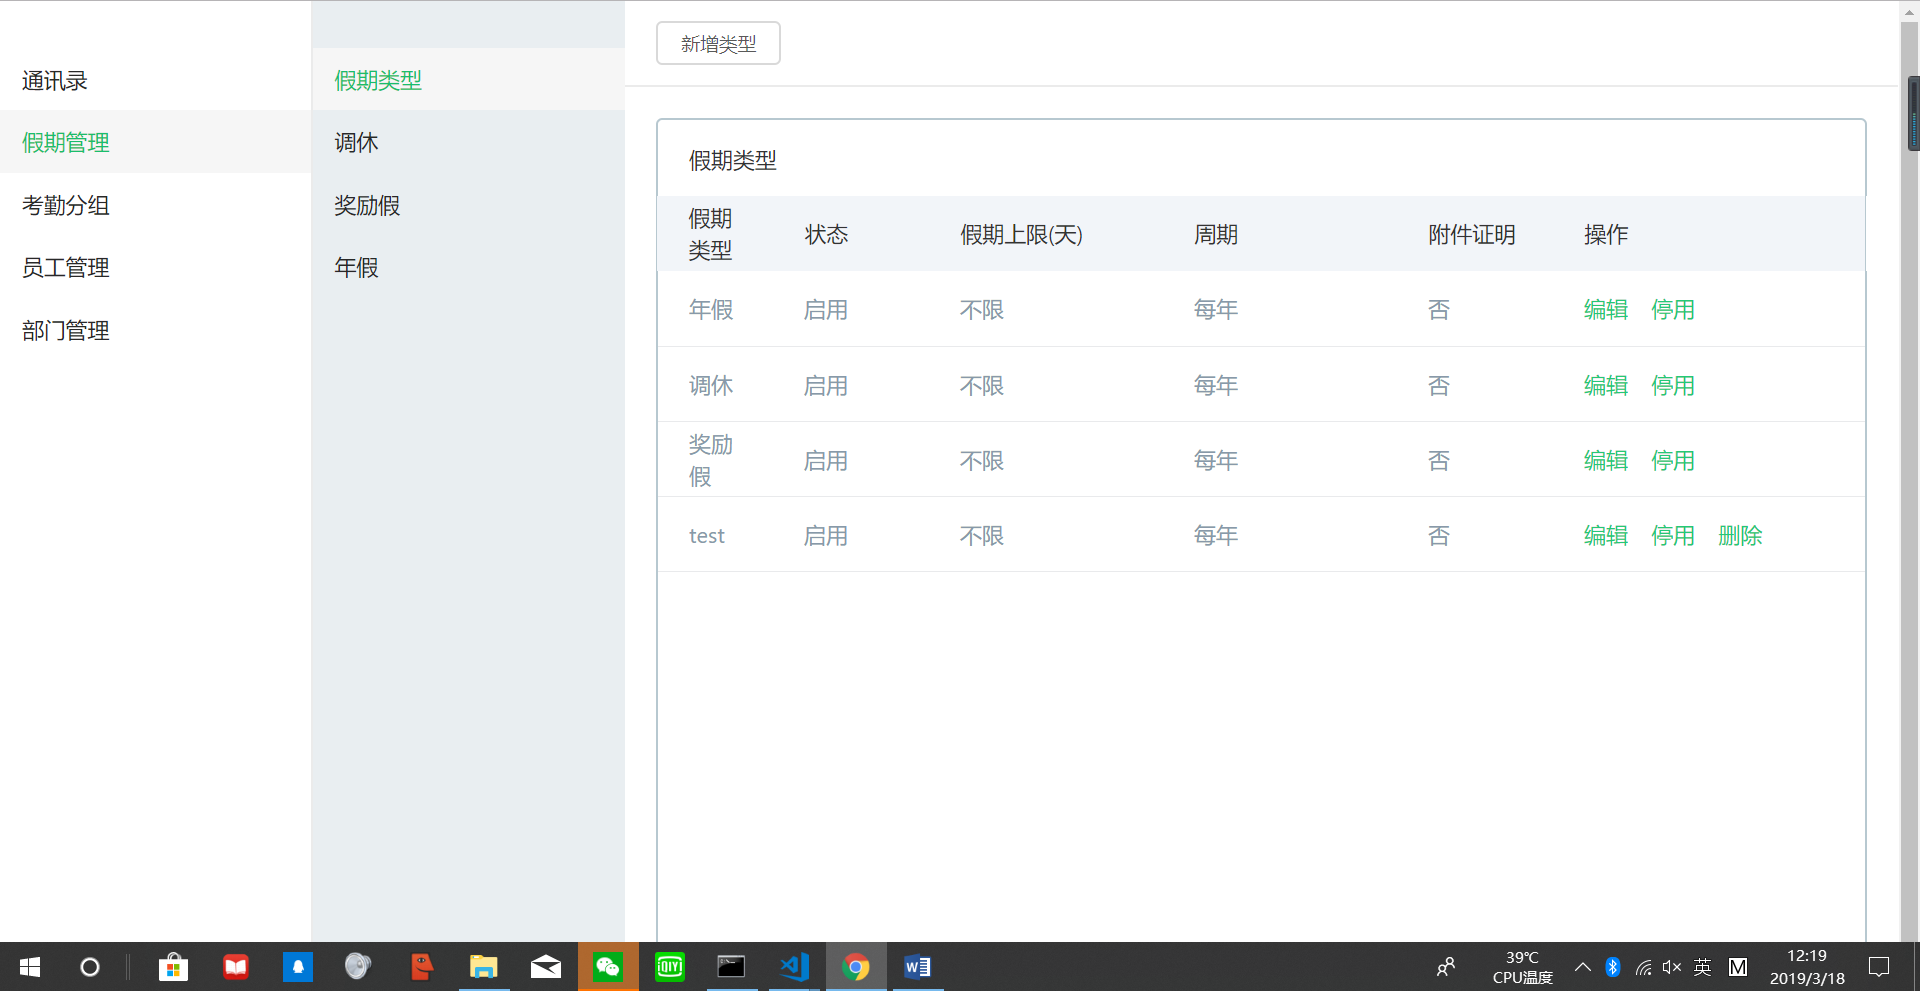 通讯录
假期管理
考勤分组
员工管理
部门管理
假期类型
调休
奖励假
年假
新增类型
假期类型
假期
类型
状态
假期上限(天)
周期
附件证明
操作
年假 启用 不限 每年 否 编辑 停用
调休 启用 不限 每年 否 编辑 停用
奖励
假
启用 不限 每年 否 编辑 停用
test 启用 不限 每年 否 编辑 停用 删除
QIY
W
39℃
CPU温度
英
M
12:19
2019/3/18